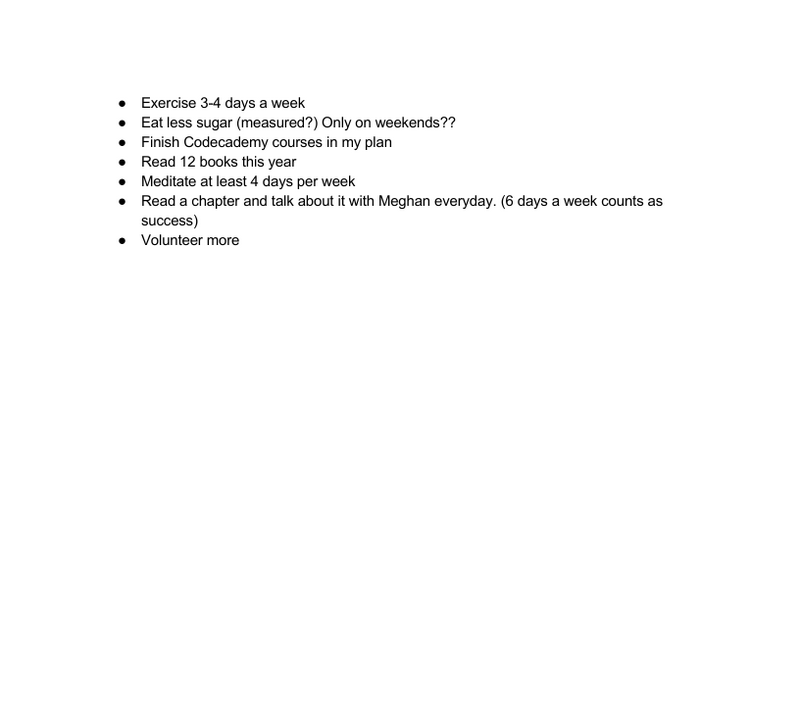 ● Exercise 3-4 days a week
● Eat less sugar (measured?) Only on weekends??
● Finish Codecademy courses in my plan
● Read 12 books this year
● Meditate at least 4 days per week
● Read a chapter and talk about it with Meghan everyday. (6 days a week counts as
success)
● Volunteer more